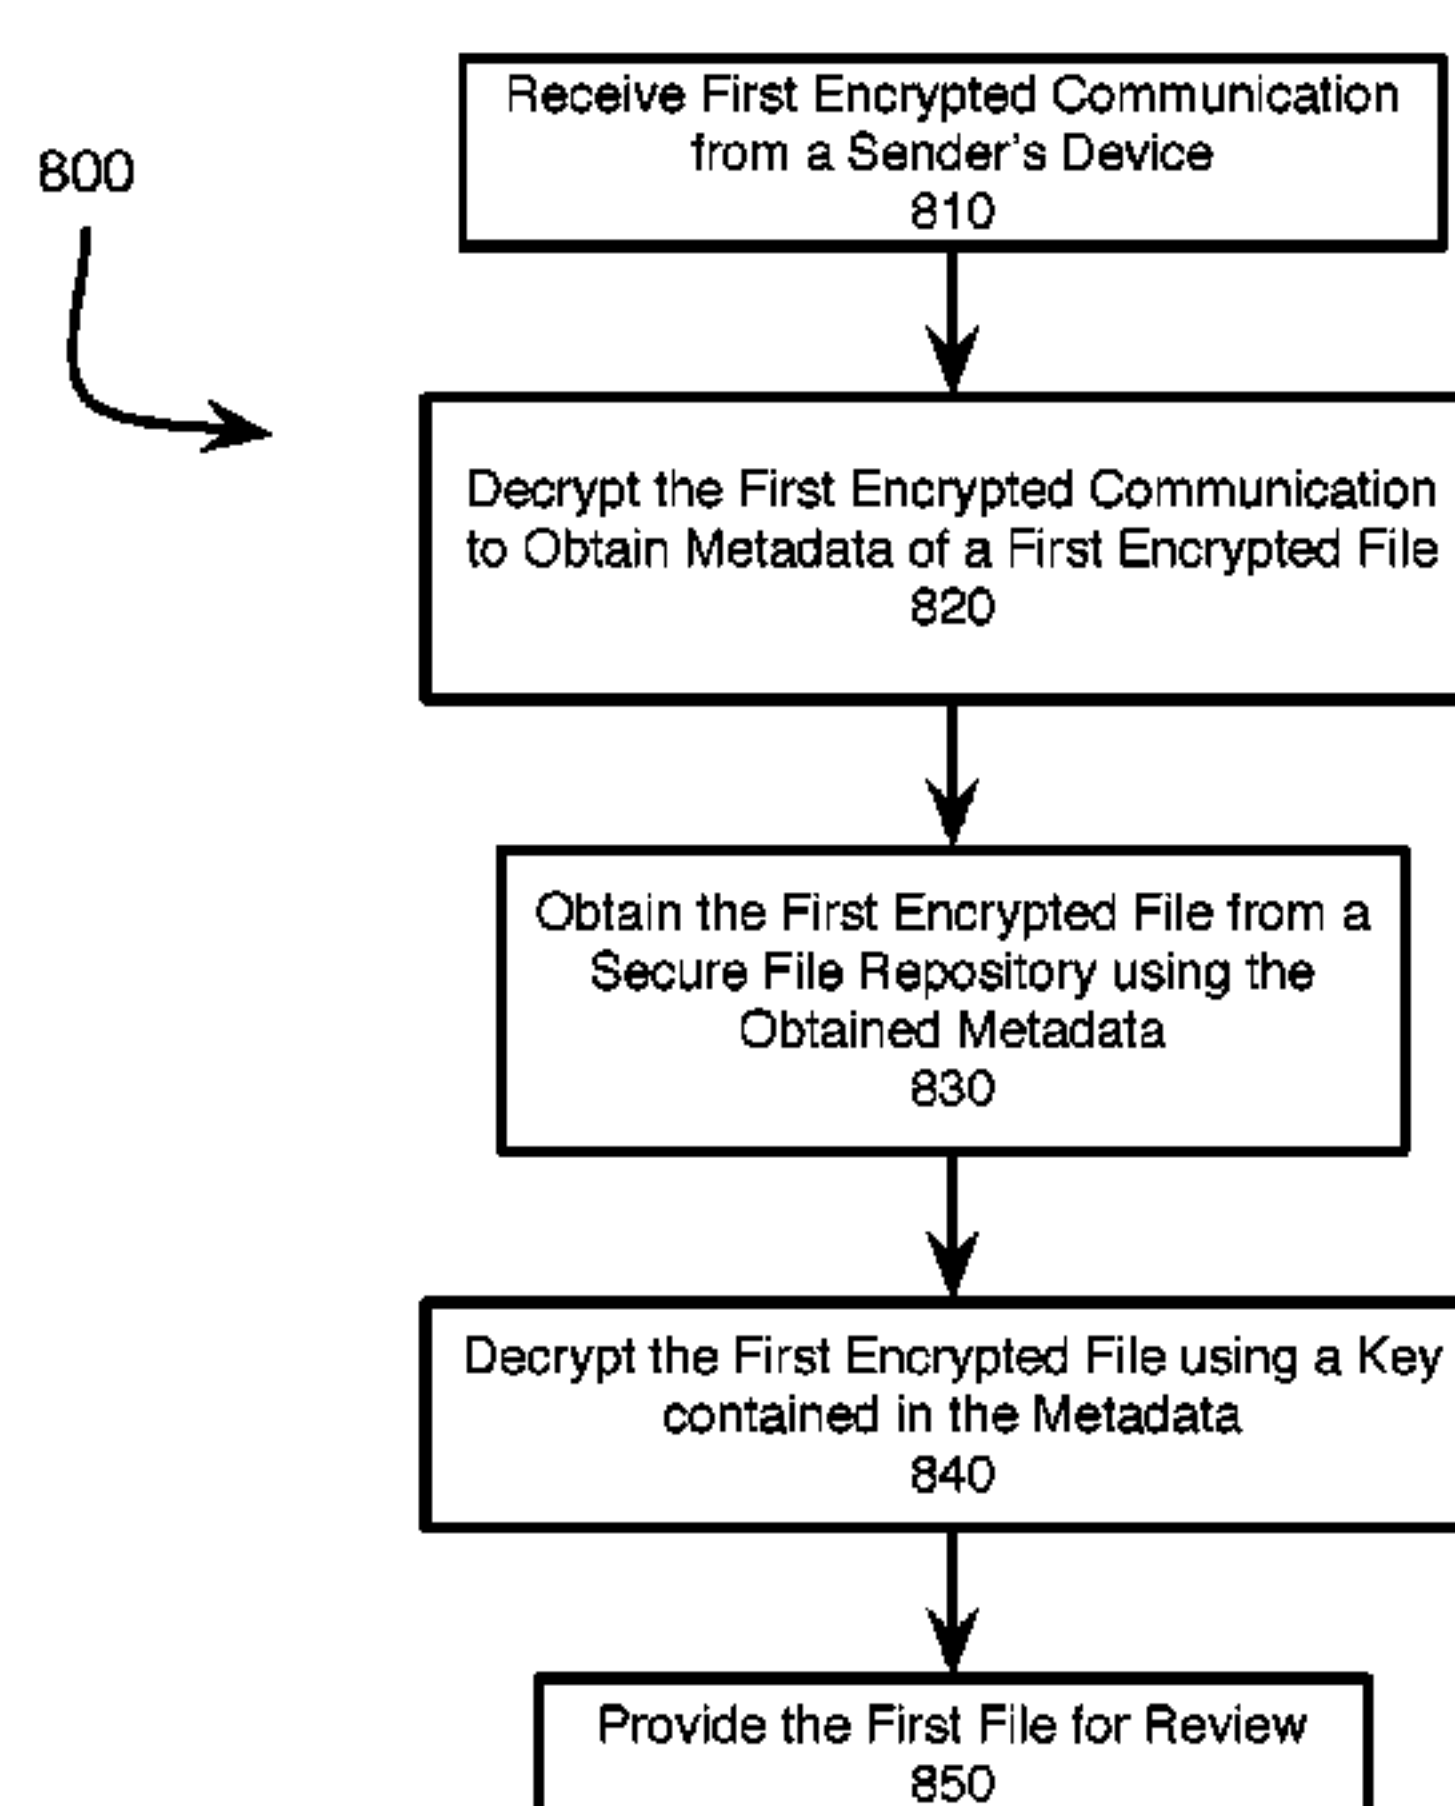 Receive First Encrypted Communication
from a Sender's Device
810
800
Decrypt the First Encrypted Communication
to Obtain Metadata of a First Encrypted File
820
Obtain the First Encrypted File from a
Secure File Repository using the
Obtained Metadata
830
Decrypt the First Encrypted File using a Key
contained in the Metadata
840
Provide the First File for Review
850